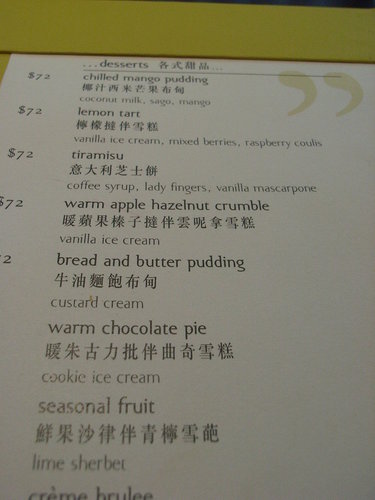 ...desserts 各式甜品...
$72 chilled mango pudding
椰汁西米芒果布甸
coconut milk, sago, mango
$72 lemon tart
檸檬撻伴雪糕
vanilla ice cream, mixed berries, raspberry coulis
$72 tiramisu
意大利芝士餅
coffee syrup, lady fingers, vanilla mascarpone
$72 warm apple hazelnut crumble
暖蘋果榛子撻伴雲呢拿雪糕
vanilla ice cream
2 bread and butter pudding
牛油麵飽布甸
custard cream
warm chocolate pie
暖朱古力批伴曲奇雪糕
cookie ice cream
seasonal fruit
鮮果沙律伴青檸雪葩
lime sherbet
crème brulee